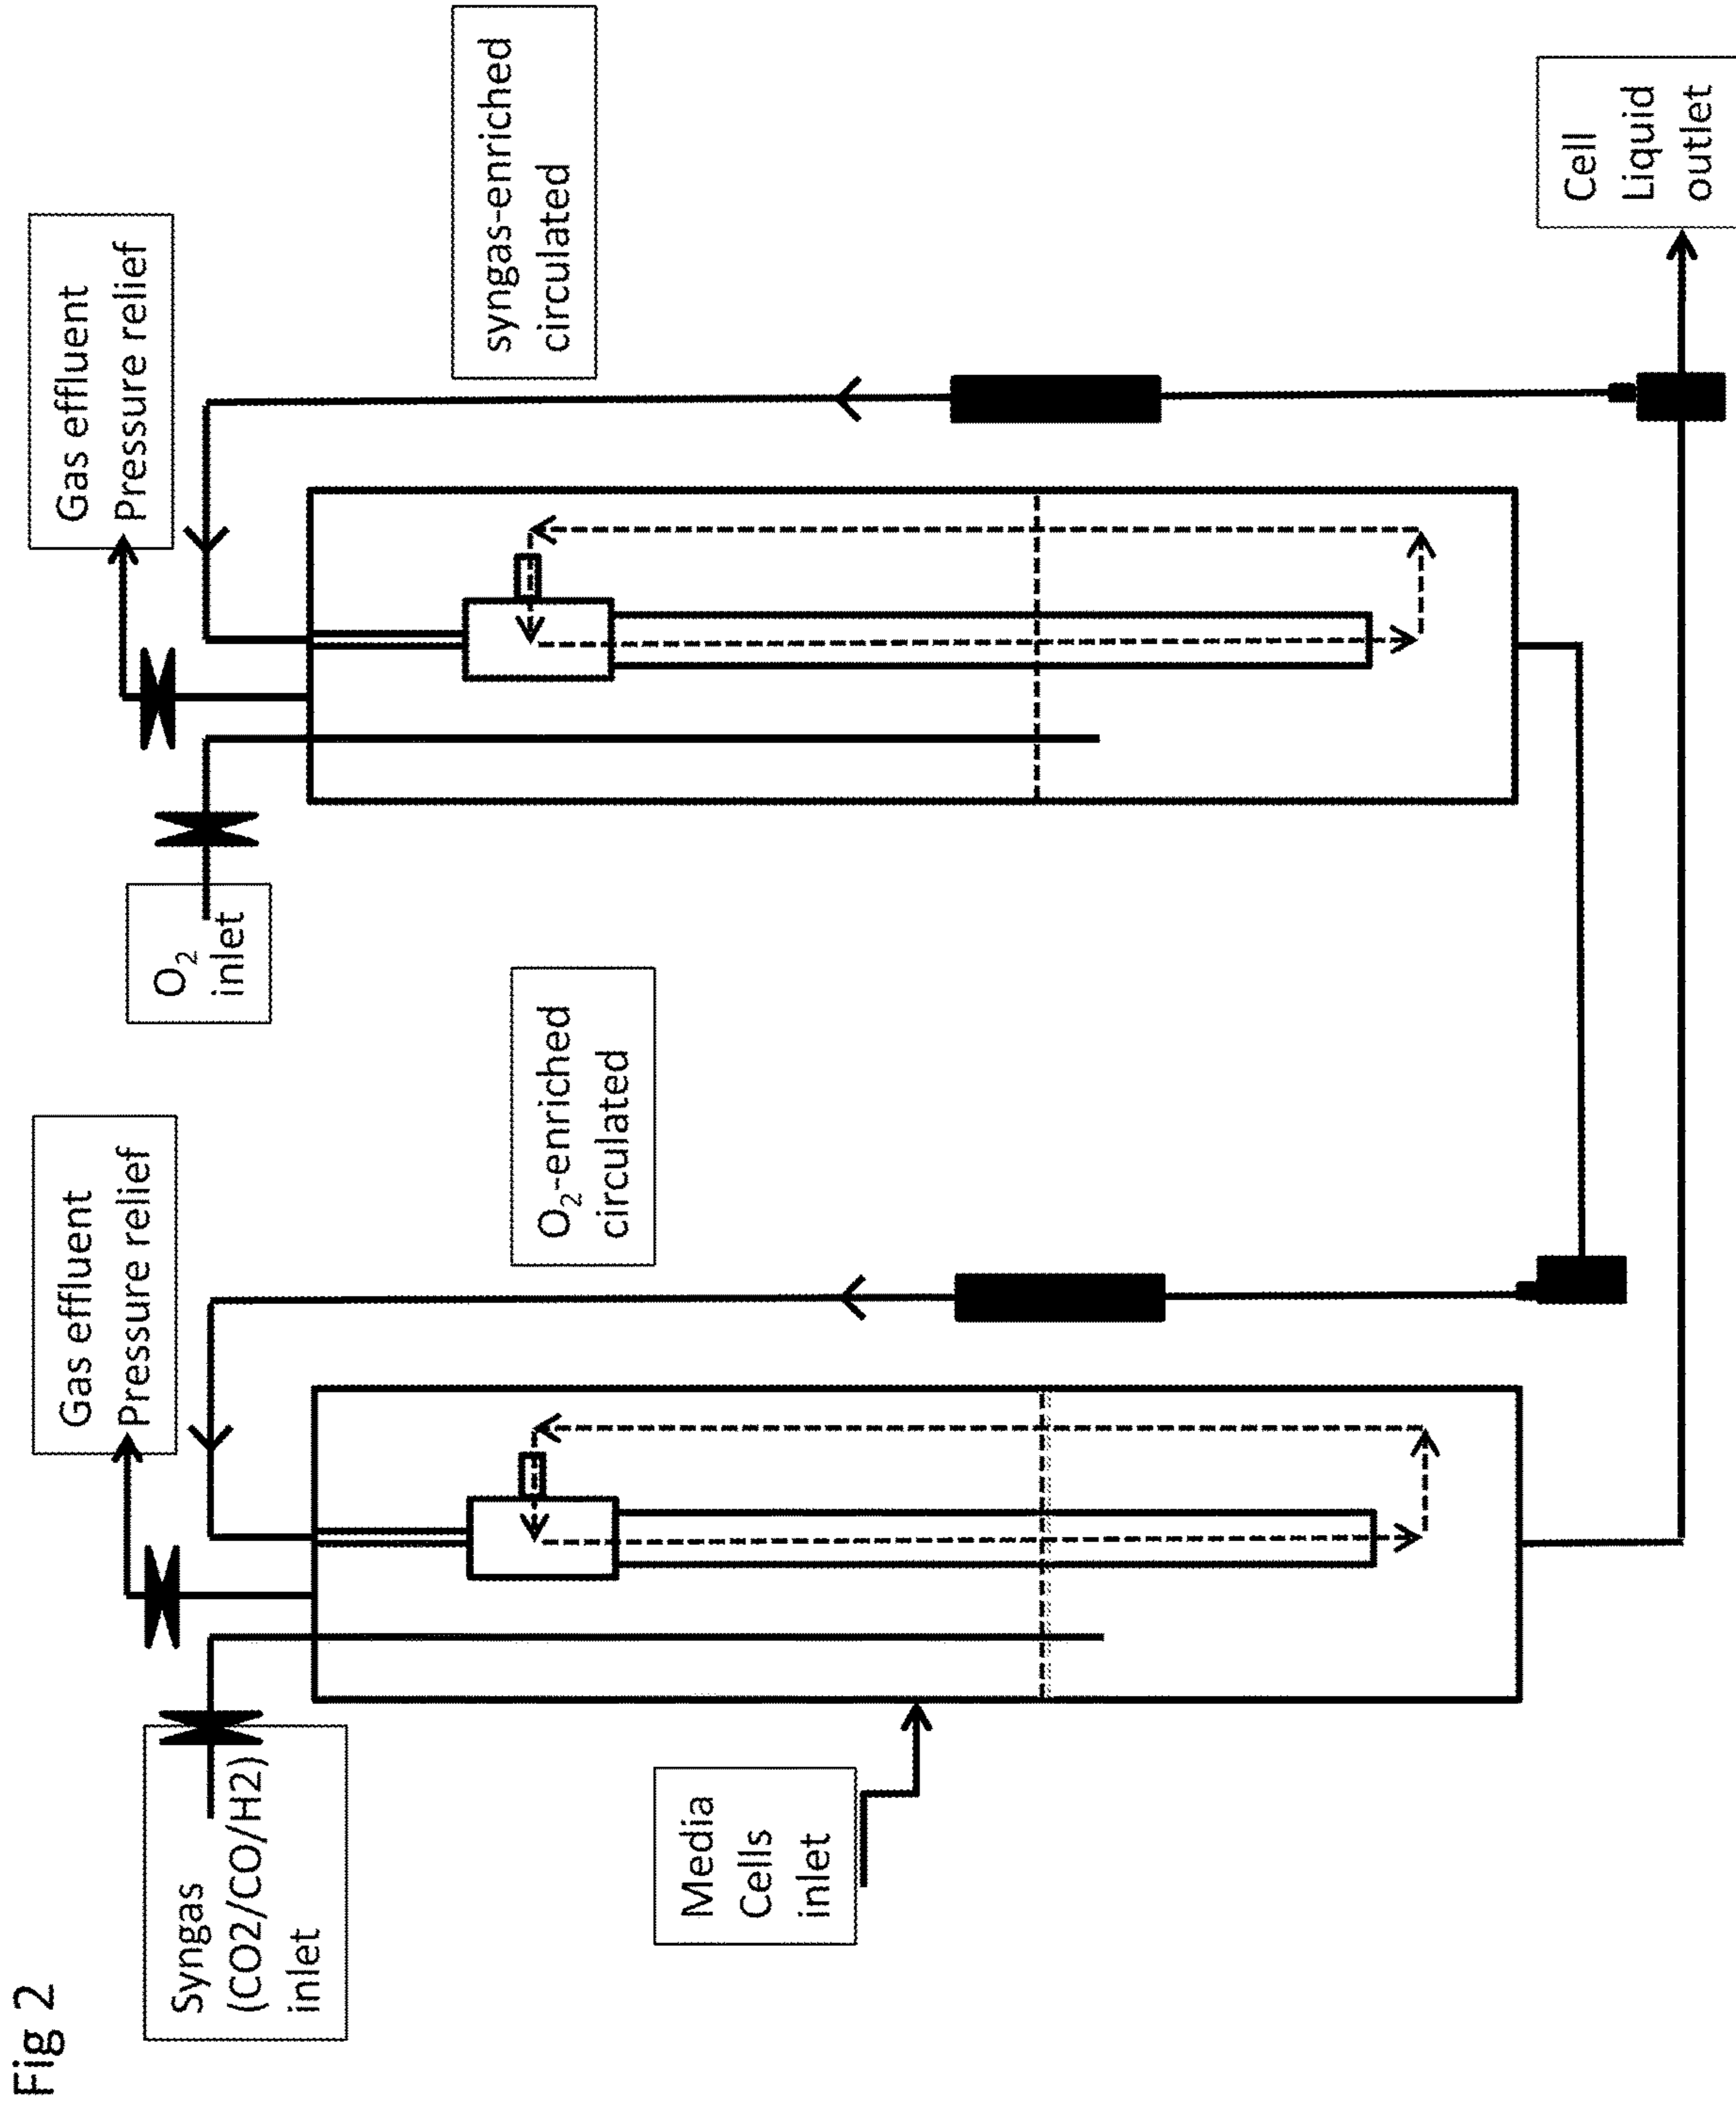 Fig 2
Syngas
(CO2/CO/H2)
inlet
Gas effluent
Pressure relief
O₂
inlet
Gas effluent
Pressure relief
Media
Cells
inlet
O₂-enriched
circulated
syngas-enriched
circulated
Cell
Liquid
outlet